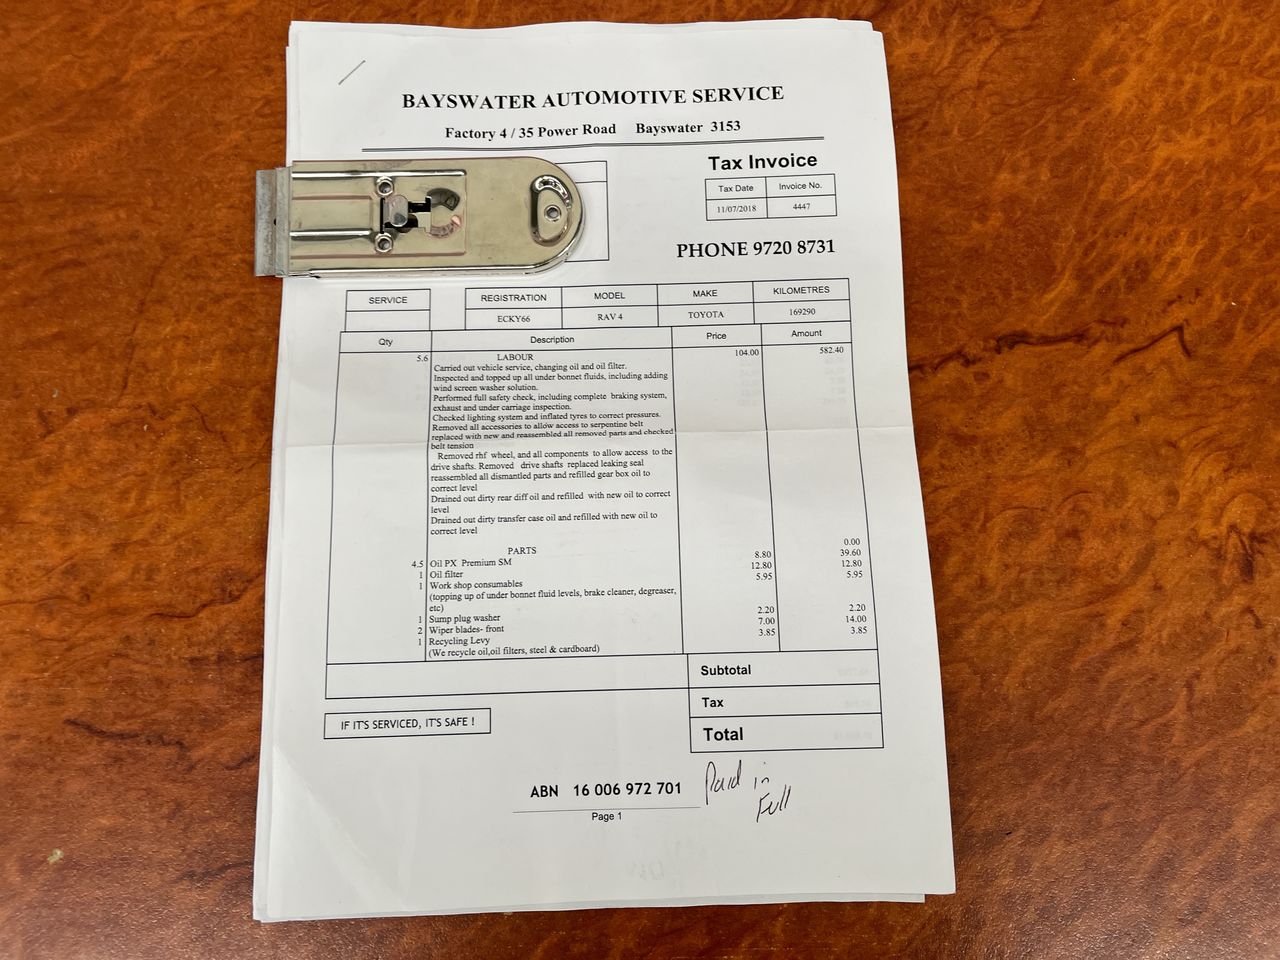 BAYSWATER AUTOMOTIVE SERVICE
Factory 4 / 35 Power Road Bayswater 3153
Tax Invoice
Tax Date Invoice No.
11/07/2018 4447
PHONE 9720 8731
SERVICE REGISTRATION MODEL MAKE KILOMETRES
ECKY66 RAV 4 TOYOTA 169290
Qty Description Price Amount
5.6 LABOUR 104.00 582.40
Carried out vehicle service, changing oil and oil filter.
Inspected and topped up all under bonnet fluids, including adding
wind screen washer solution.
Performed full safety check, including complete braking system,
exhaust and under carriage inspection.
Checked lighting system and inflated tyres to correct pressures.
Removed all accessories to allow access to serpentine belt
replaced with new and reassembled all removed parts and checked
belt tension
Removed rhf wheel, and all components to allow access to the
drive shafts. Removed drive shafts replaced leaking seal
reassembled all dismantled parts and refilled gear box oil to
correct level
Drained out dirty rear diff oil and refilled with new oil to correct
level
Drained out dirty transfer case oil and refilled with new oil to
correct level
PARTS 0.00
4.5 Oil PX Premium SM 8.80 39.60
1 Oil filter 12.80 12.80
1 Work shop consumables 5.95 5.95
(topping up of under bonnet fluid levels, brake cleaner, degreaser,
etc)
1 Sump plug washer 2.20 2.20
2 Wiper blades- front 7.00 14.00
1 Recycling Levy 3.85 3.85
(We recycle oil,oil filters, steel & cardboard)
Subtotal
Tax
Total
IF IT'S SERVICED, IT'S SAFE !
ABN 16 006 972 701
Paid in
Full
Page 1